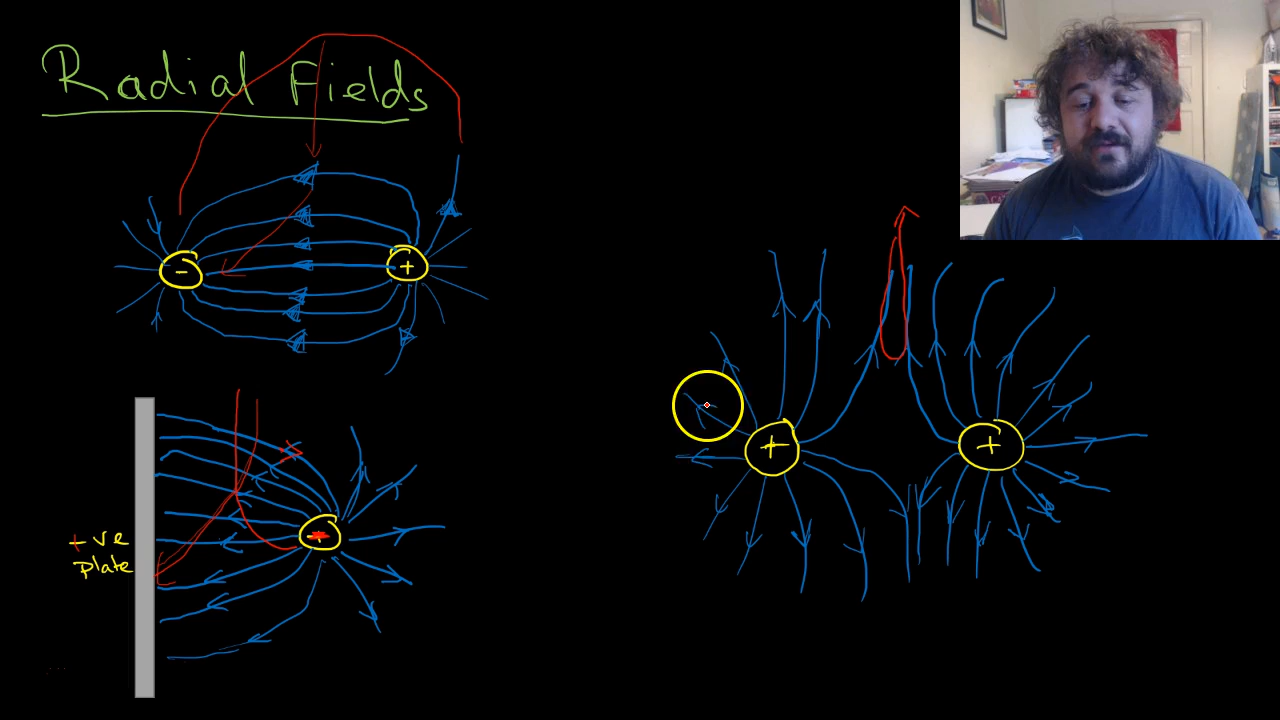 Radial Fields
-
+
+ve
plate
+
+
+